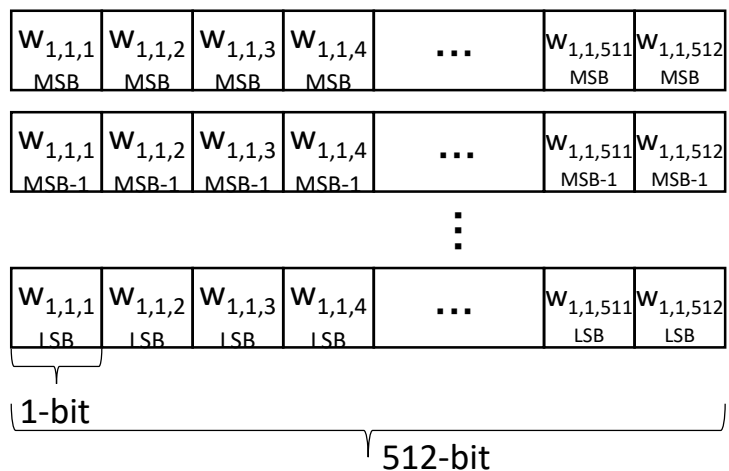 w1,1,1 w1,1,2 w1,1,3 w1,1,4 ... w1,1,511 w1,1,512
MSB MSB MSB MSB MSB MSB
w1,1,1 w1,1,2 w1,1,3 w1,1,4 ... w1,1,511 w1,1,512
MSB-1 MSB-1 MSB-1 MSB-1 MSB-1 MSB-1
⋮
w1,1,1 w1,1,2 w1,1,3 w1,1,4 ... w1,1,511 w1,1,512
LSB LSB LSB LSB LSB LSB
1-bit
512-bit